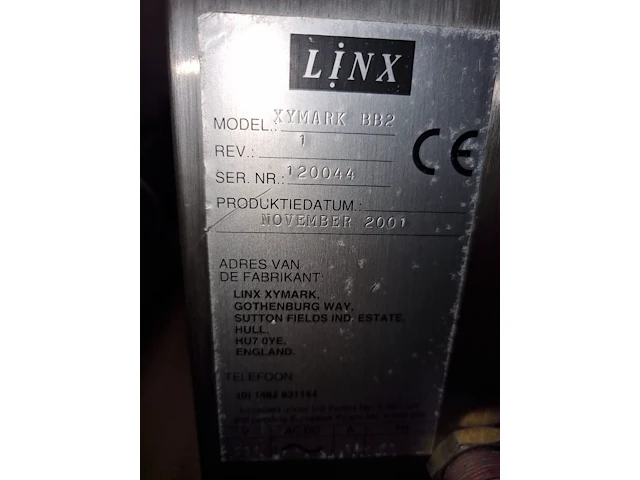 LINX
MODEL.: XYMARK BB2
REV.: 1
SER. NR.: 120044
PRODUKTIEDATUM.:
NOVEMBER 2001
CE
ADRES VAN
DE FABRIKANT:
LINX XYMARK,
GOTHENBURG WAY,
SUTTON FIELDS IND. ESTATE,
HULL.
HU7 0YE,
ENGLAND.
TELEFOON